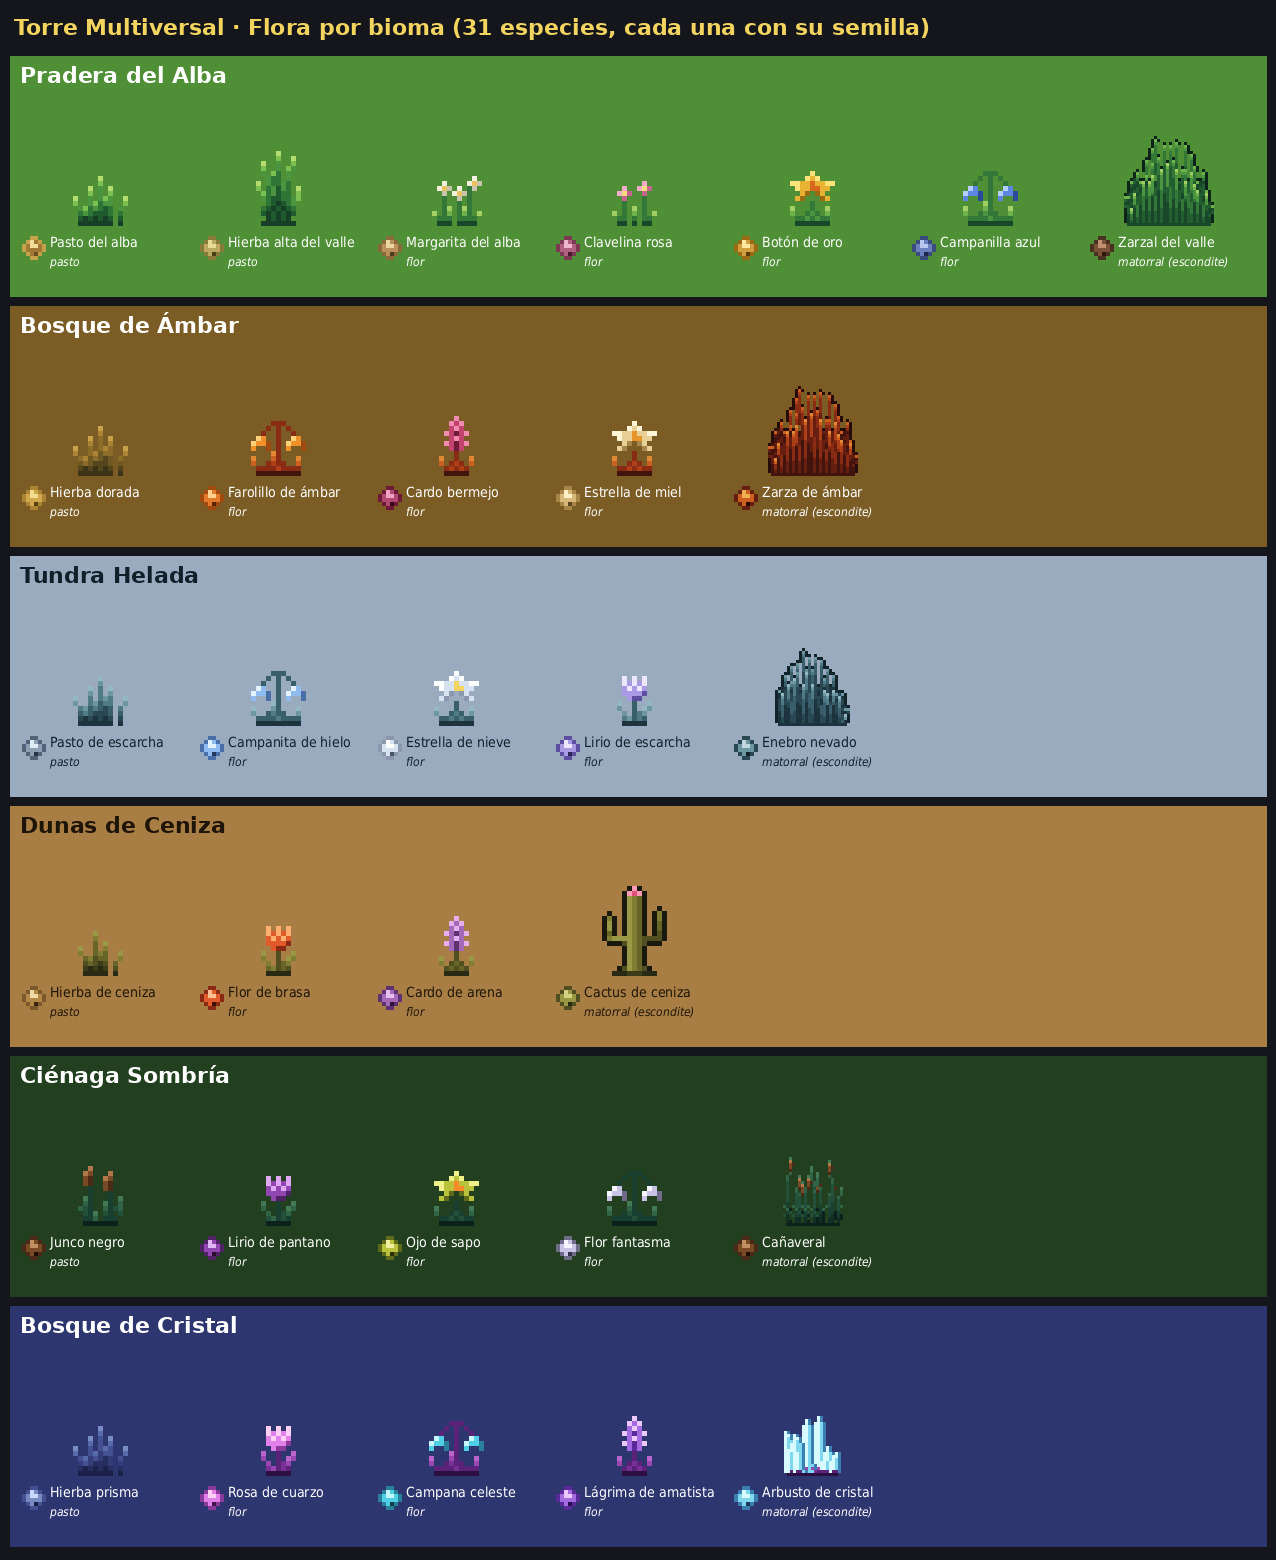 Torre Multiversal · Flora por bioma (31 especies, cada una con su semilla)
Pradera del Alba
Pasto del alba
pasto
Hierba alta del valle
pasto
Margarita del alba
flor
Clavelina rosa
flor
Botón de oro
flor
Campanilla azul
flor
Zarzal del valle
matorral (escondite)
Bosque de Ámbar
Hierba dorada
pasto
Farolillo de ámbar
flor
Cardo bermejo
flor
Estrella de miel
flor
Zarza de ámbar
matorral (escondite)
Tundra Helada
Pasto de escarcha
pasto
Campanita de hielo
flor
Estrella de nieve
flor
Lirio de escarcha
flor
Enebro nevado
matorral (escondite)
Dunas de Ceniza
Hierba de ceniza
pasto
Flor de brasa
flor
Cardo de arena
flor
Cactus de ceniza
matorral (escondite)
Ciénaga Sombría
Junco negro
pasto
Lirio de pantano
flor
Ojo de sapo
flor
Flor fantasma
flor
Cañaveral
matorral (escondite)
Bosque de Cristal
Hierba prisma
pasto
Rosa de cuarzo
flor
Campana celeste
flor
Lágrima de amatista
flor
Arbusto de cristal
matorral (escondite)